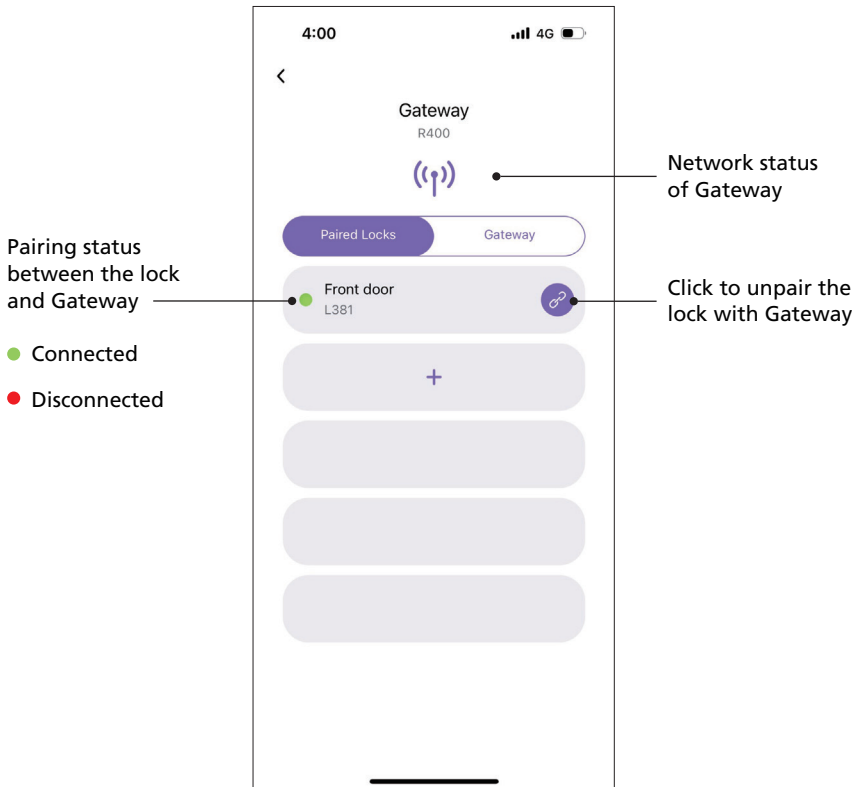 4:00
4G
Gateway
R400
Network status
of Gateway
Paired Locks
Gateway
Pairing status
between the lock
and Gateway
Connected
Disconnected
Front door
L381
Click to unpair the
lock with Gateway
+